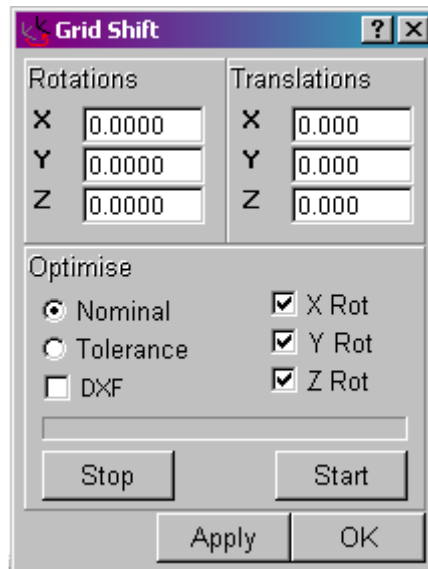 Grid Shift ? ×
Rotations
X 0.0000
Y 0.0000
Z 0.0000
Translations
X 0.000
Y 0.000
Z 0.000
Optimise
Nominal
Tolerance
DXF
X Rot
Y Rot
Z Rot
Stop Start
Apply OK